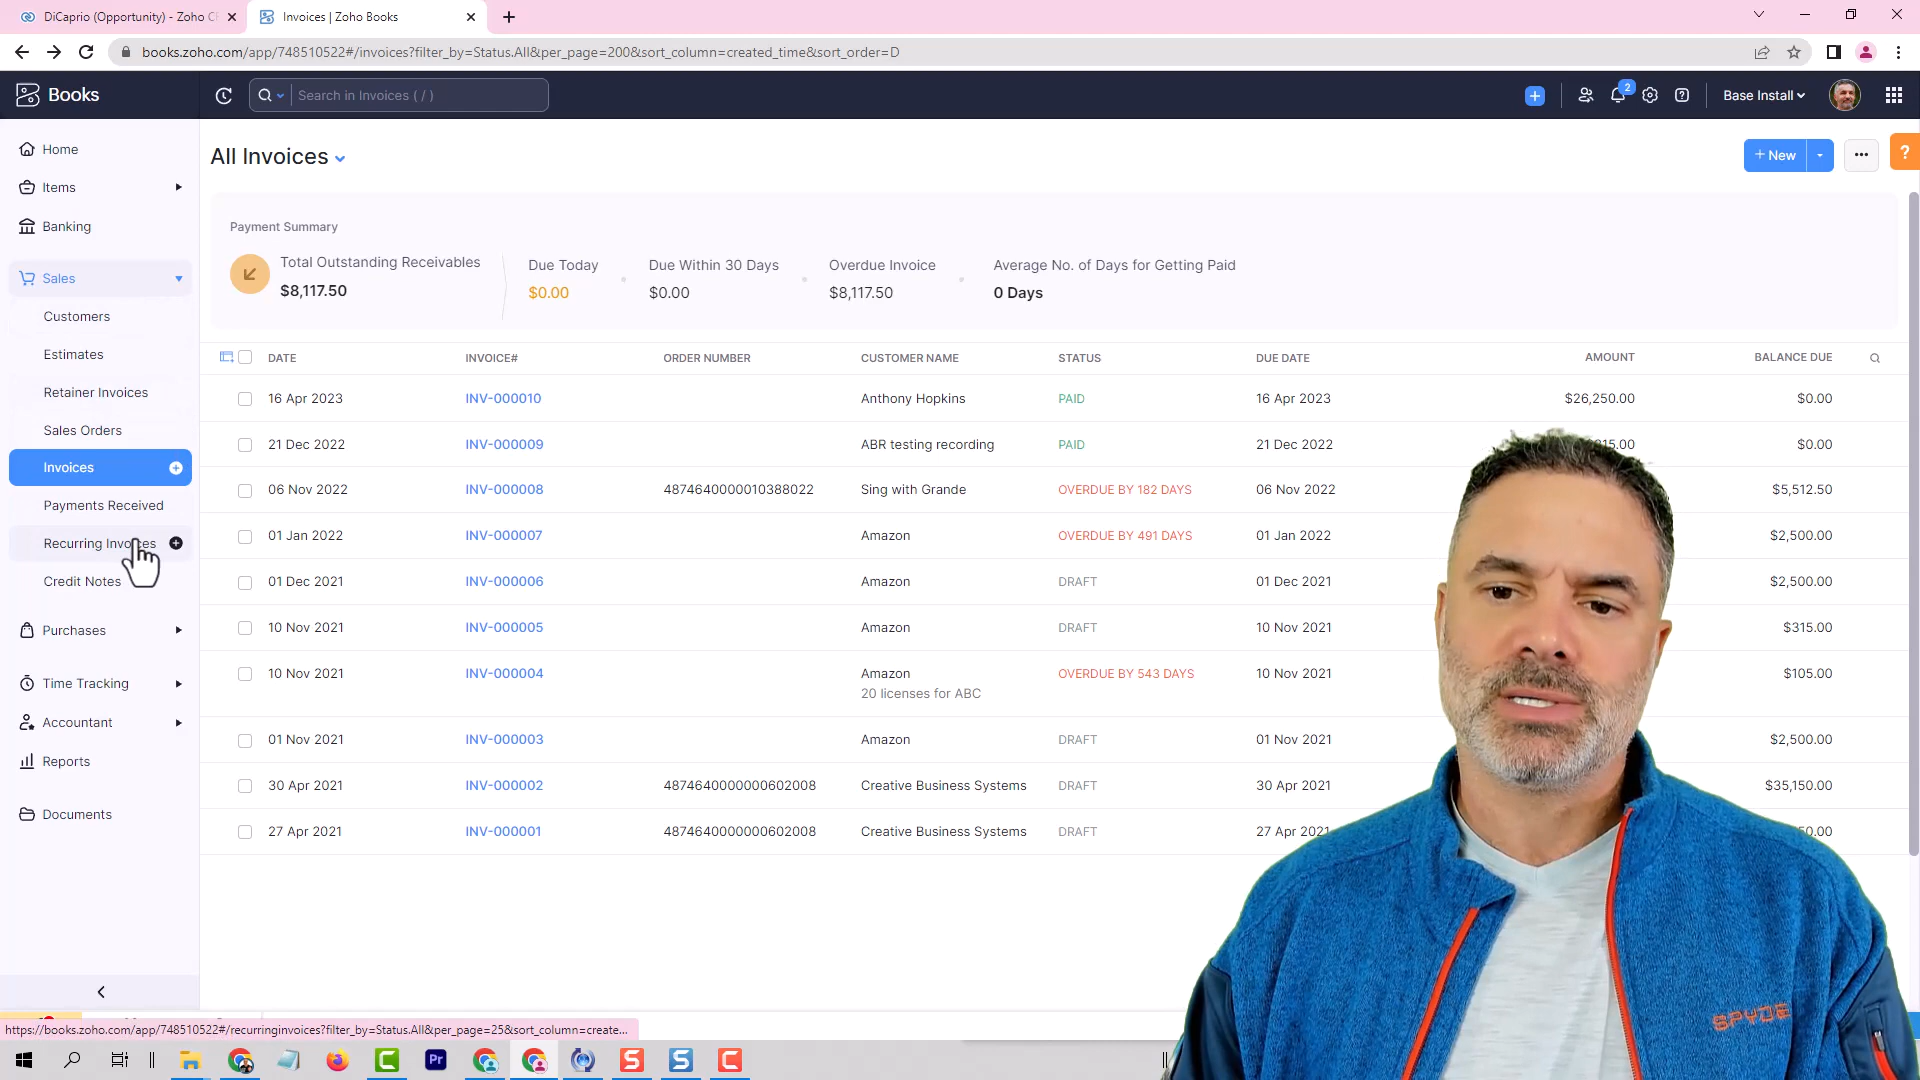 DiCaprio (Opportunity) - Zoho C
Invoices | Zoho Books
books.zoho.com/app/748510522#/invoices?filter_by=Status.All&per_page=200&sort_column=created_time&sort_order=D
Books
Search in Invoices ( / )
2
Base Install
Home
Items
Banking
Sales
Customers
Estimates
Retainer Invoices
Sales Orders
Invoices
Payments Received
Recurring Invoices
Credit Notes
Purchases
Time Tracking
Accountant
Reports
Documents
All Invoices
+ New
?
Payment Summary
Total Outstanding Receivables
$8,117.50
Due Today
$0.00
Due Within 30 Days
$0.00
Overdue Invoice
$8,117.50
Average No. of Days for Getting Paid
0 Days
DATE INVOICE# ORDER NUMBER CUSTOMER NAME STATUS DUE DATE AMOUNT BALANCE DUE
16 Apr 2023 INV-000010 Anthony Hopkins PAID 16 Apr 2023 $26,250.00 $0.00
21 Dec 2022 INV-000009 ABR testing recording PAID 21 Dec 2022 $0.00
06 Nov 2022 INV-000008 4874640000010388022 Sing with Grande OVERDUE BY 182 DAYS 06 Nov 2022 $5,512.50
01 Jan 2022 INV-000007 Amazon OVERDUE BY 491 DAYS 01 Jan 2022 $2,500.00
01 Dec 2021 INV-000006 Amazon DRAFT 01 Dec 2021 $2,500.00
10 Nov 2021 INV-000005 Amazon DRAFT 10 Nov 2021 $315.00
10 Nov 2021 INV-000004 Amazon OVERDUE BY 543 DAYS 10 Nov 2021 $105.00
20 licenses for ABC
01 Nov 2021 INV-000003 Amazon DRAFT 01 Nov 2021 $2,500.00
30 Apr 2021 INV-000002 4874640000000602008 Creative Business Systems DRAFT 30 Apr 2021 $35,150.00
27 Apr 2021 INV-000001 4874640000000602008 Creative Business Systems DRAFT 27 Apr 2021
SPYDE
https://books.zoho.com/app/748510522#/recurringinvoices?filter_by=Status.All&per_page=25&sort_column=create...
Pr